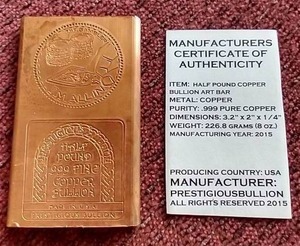 HALF
POUND
.999 FINE
COPPER
BULLION
MANUFACTURERS
CERTIFICATE OF
AUTHENTICITY
ITEM: HALF POUND COPPER
BULLION ART BAR
METAL: COPPER
PURITY: .999 PURE COPPER
DIMENSIONS: 3.2" x 2" x 1/4"
WEIGHT: 226.8 GRAMS (8 OZ.)
MANUFACTURING YEAR: 2015
PRODUCING COUNTRY: USA
MANUFACTURER:
PRESTIGIOUSBULLION
ALL RIGHTS RESERVED 2015